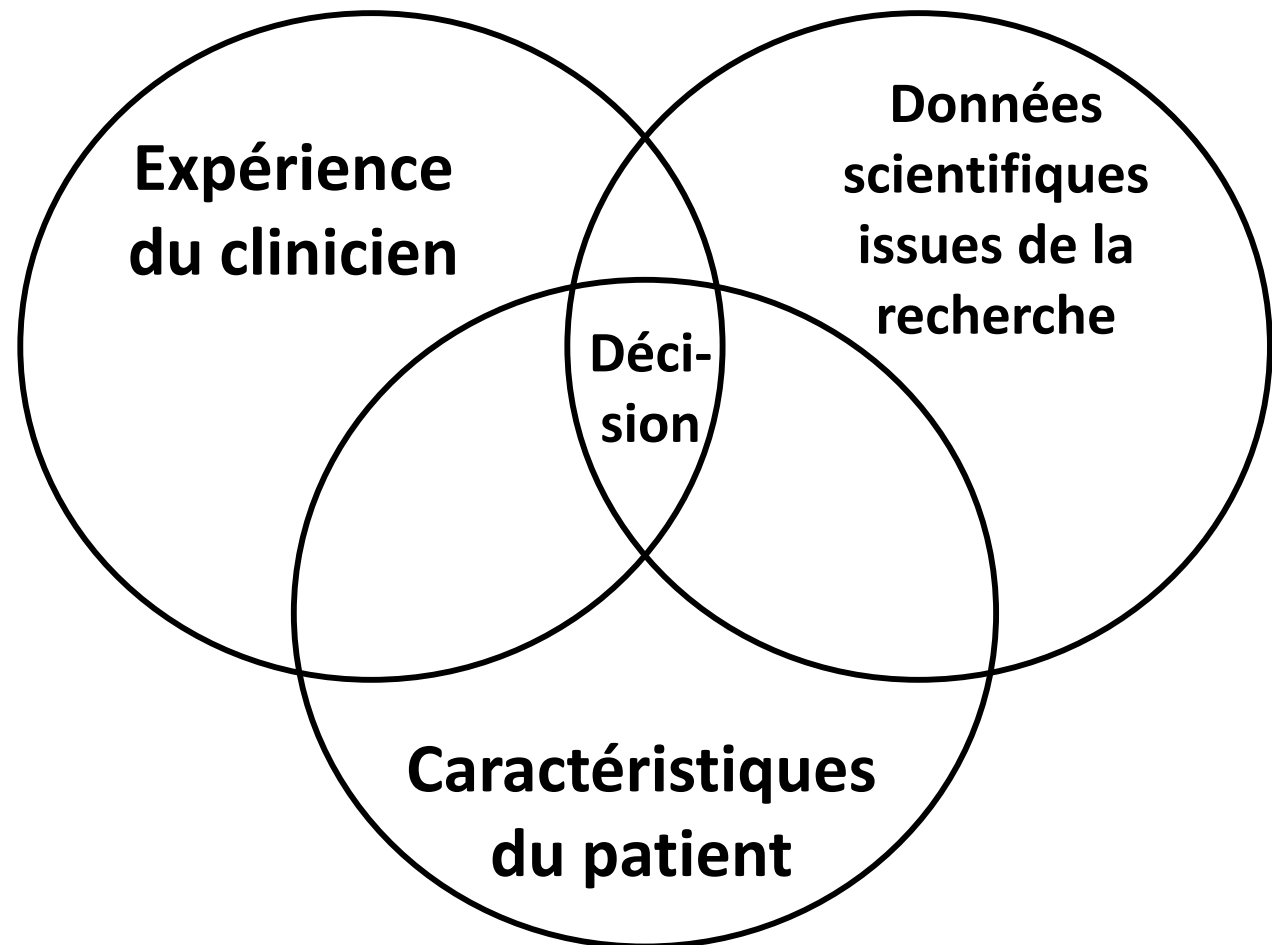 Expérience
du clinicien
Données
scientifiques
issues de la
recherche
Déci-
sion
Caractéristiques
du patient